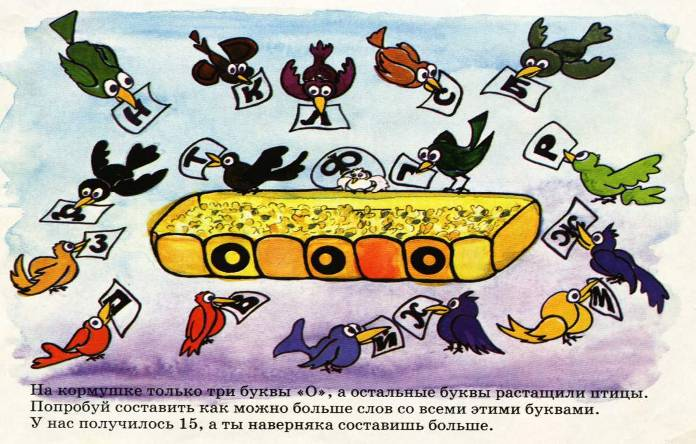 Н К Л С Б
Т Ф Р
З О О О Ж
В Й Х М
На кормушке только три буквы «О», а остальные буквы растащили птицы.
Попробуй составить как можно больше слов со всеми этими буквами.
У нас получилось 15, а ты наверняка составишь больше.